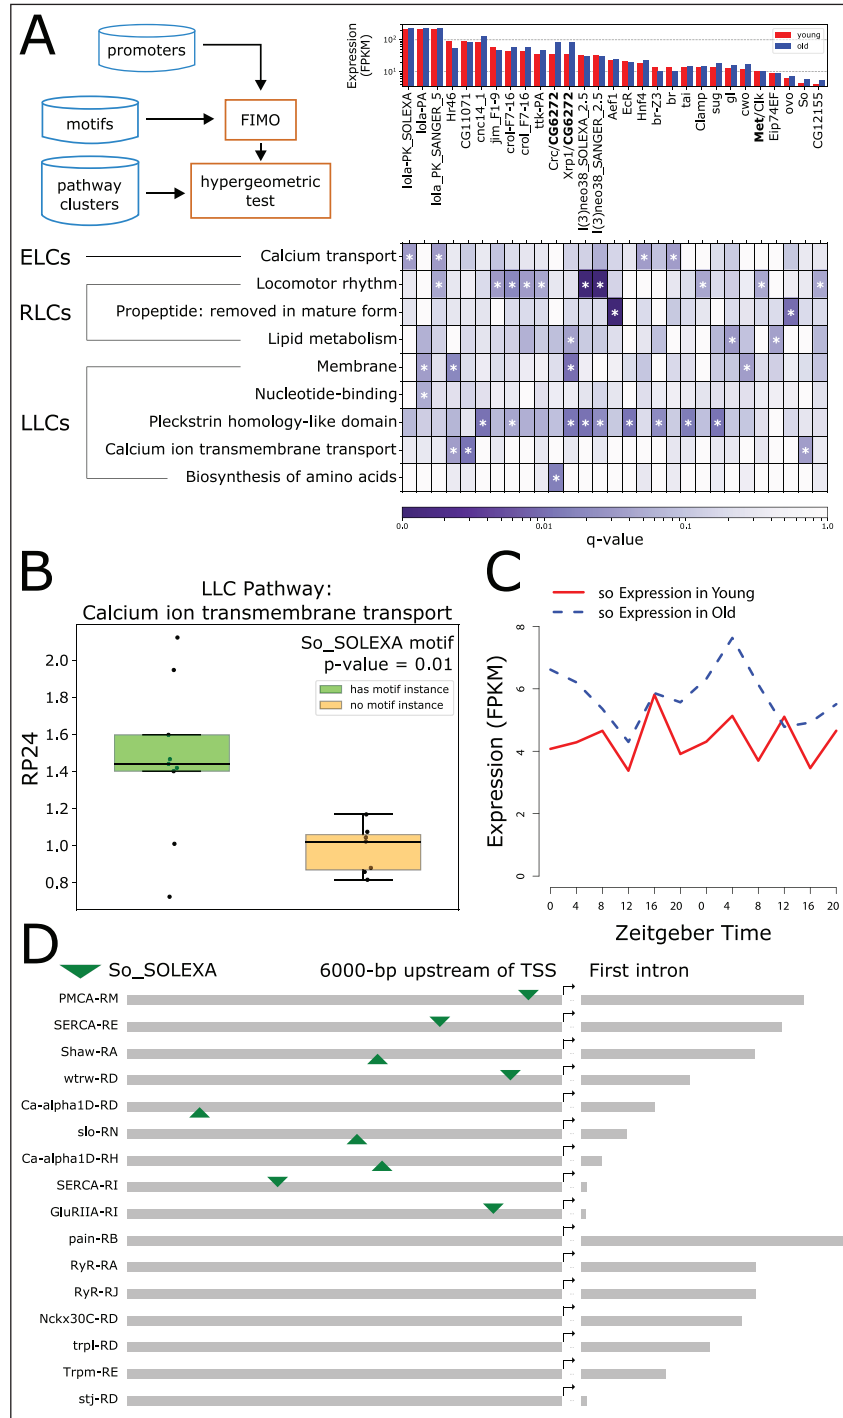 A
promoters
motifs
FIMO
pathway
clusters
hypergeometric
test
Expression
(FPKM)
10²
10¹
young
old
lola-PK_SOLEXA
lola-PA
lola_PK_SANGER_5
Hr46
CG11071
cnc14_1
jim_F1-9
crol-F7-16
crol_F7-16
ttk-PA
Crc/CG6272
Xrp1/CG6272
l(3)neo38_SOLEXA_2.5
l(3)neo38_SANGER_2.5
Aef1
EcR
Hnf4
br-Z3
br
tai
Clamp
sug
gl
cwo
Met/Clk
Eip74EF
ovo
So
CG12155
ELCs
RLCs
LLCs
Calcium transport
Locomotor rhythm
Propeptide: removed in mature form
Lipid metabolism
Membrane
Nucleotide-binding
Pleckstrin homology-like domain
Calcium ion transmembrane transport
Biosynthesis of amino acids
0.0 0.01 0.1 1.0
q-value
B
LLC Pathway:
Calcium ion transmembrane transport
So_SOLEXA motif
p-value = 0.01
has motif instance
no motif instance
RP24
2.0
1.8
1.6
1.4
1.2
1.0
0.8
C
so Expression in Young
so Expression in Old
Expression (FPKM)
8
6
4
2
0
0 4 8 12 16 20 0 4 8 12 16 20
Zeitgeber Time
D
So_SOLEXA
6000-bp upstream of TSS
First intron
PMCA-RM
SERCA-RE
Shaw-RA
wtrw-RD
Ca-alpha1D-RD
slo-RN
Ca-alpha1D-RH
SERCA-RI
GluRIIA-RI
pain-RB
RyR-RA
RyR-RJ
Nckx30C-RD
trpl-RD
Trpm-RE
stj-RD